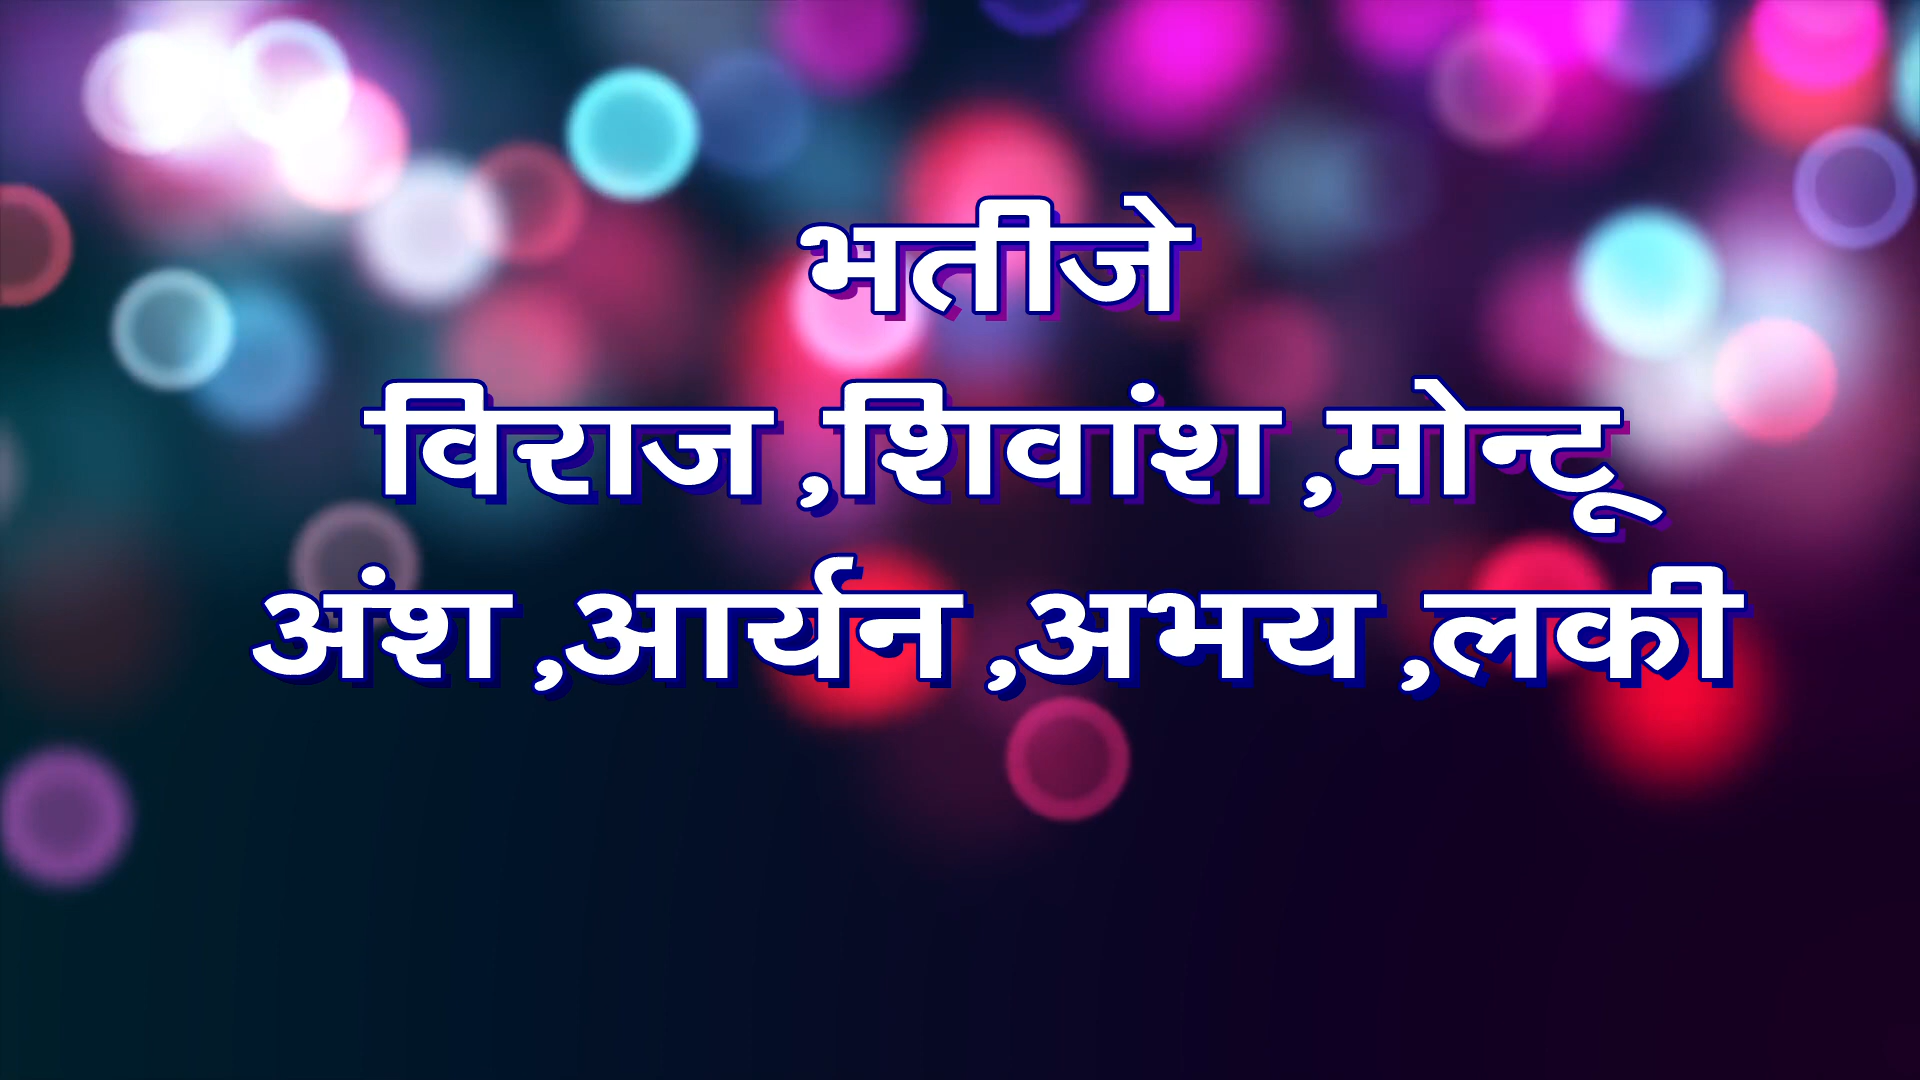 भतीजे
विराज ,शिवांश ,मोन्टू
अंश ,आर्यन ,अभय ,लकी